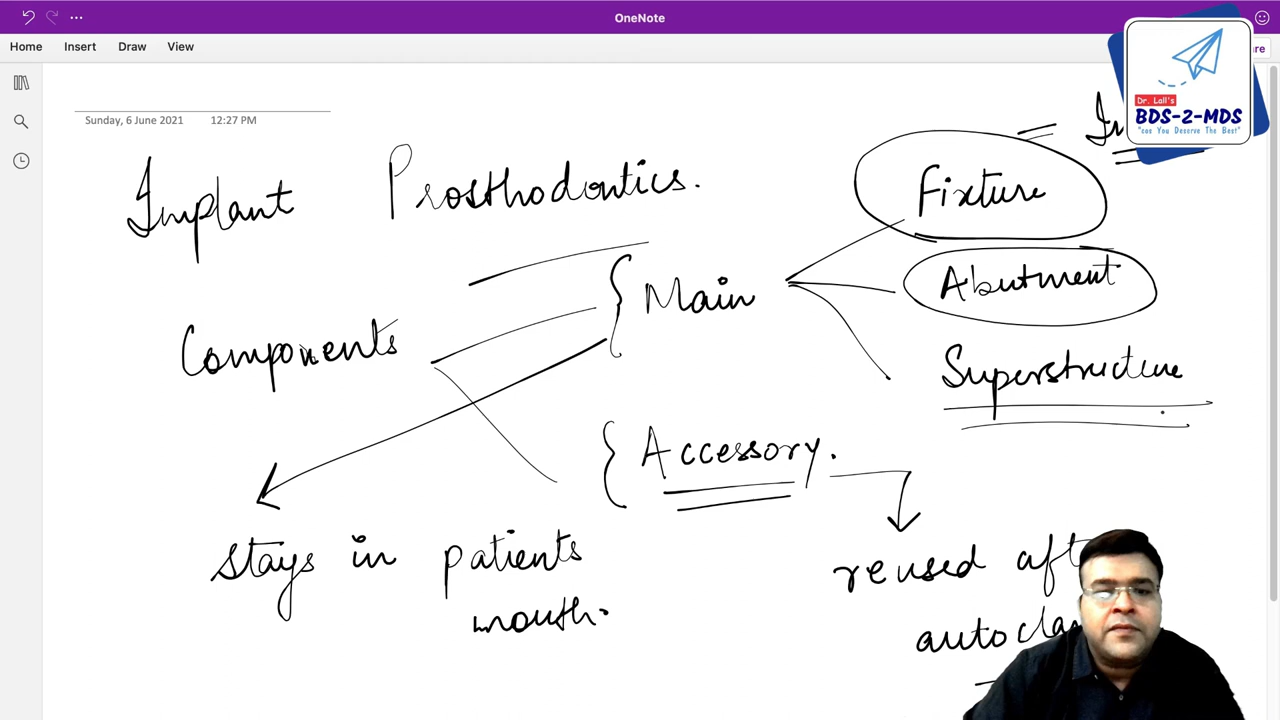 OneNote
Home Insert Draw View
Dr. Lall's
BDS-2-MDS
"cos You Deserve The Best"
Sunday, 6 June 2021 12:27 PM
Implant Prosthodontics.
Fixture
Abutment
Superstructure
{ Main
Components
{ Accessory.
stays in patients
mouth.
reused